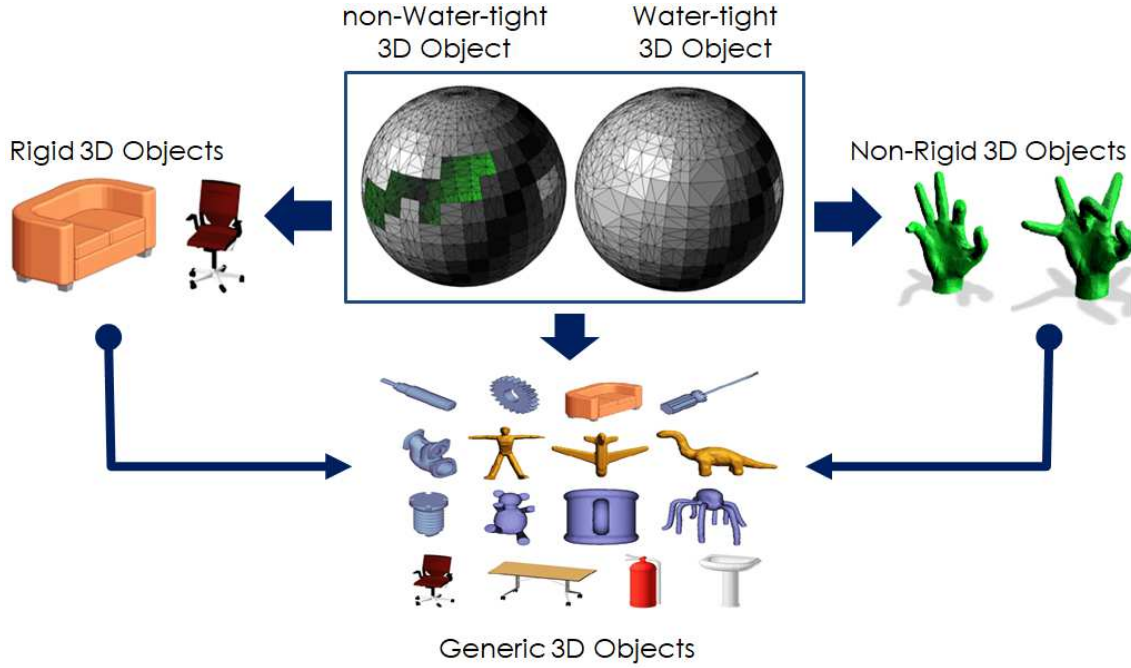 non-Water-tight
3D Object
Water-tight
3D Object
Rigid 3D Objects
Non-Rigid 3D Objects
Generic 3D Objects